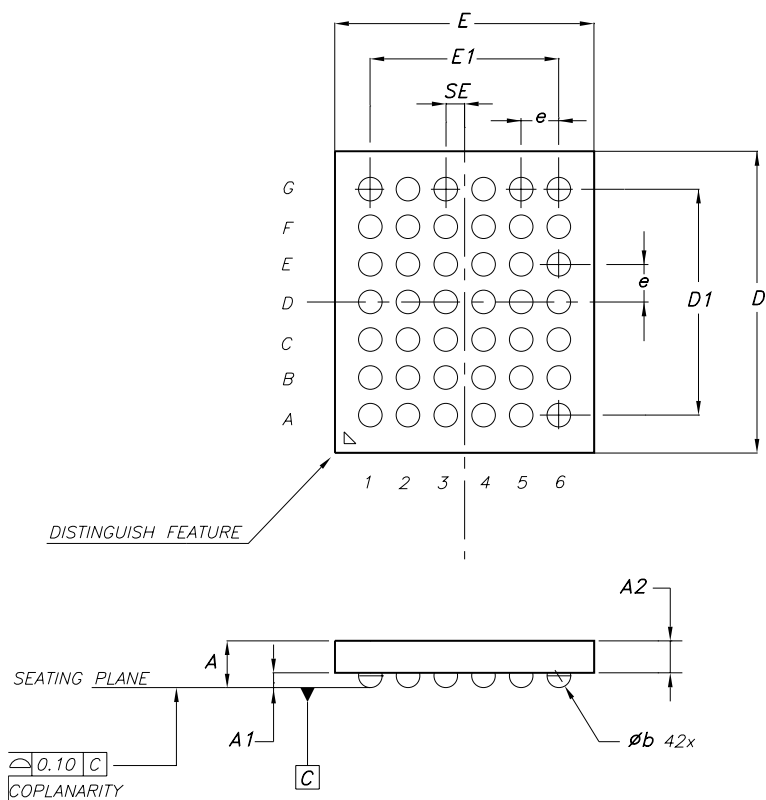 E
E1
SE
e
G
F
E
e
D
D1
D
C
B
A
1 2 3 4 5 6
DISTINGUISH FEATURE
A2
A
SEATING PLANE
A1
øb 42x
0.10 C
C
COPLANARITY